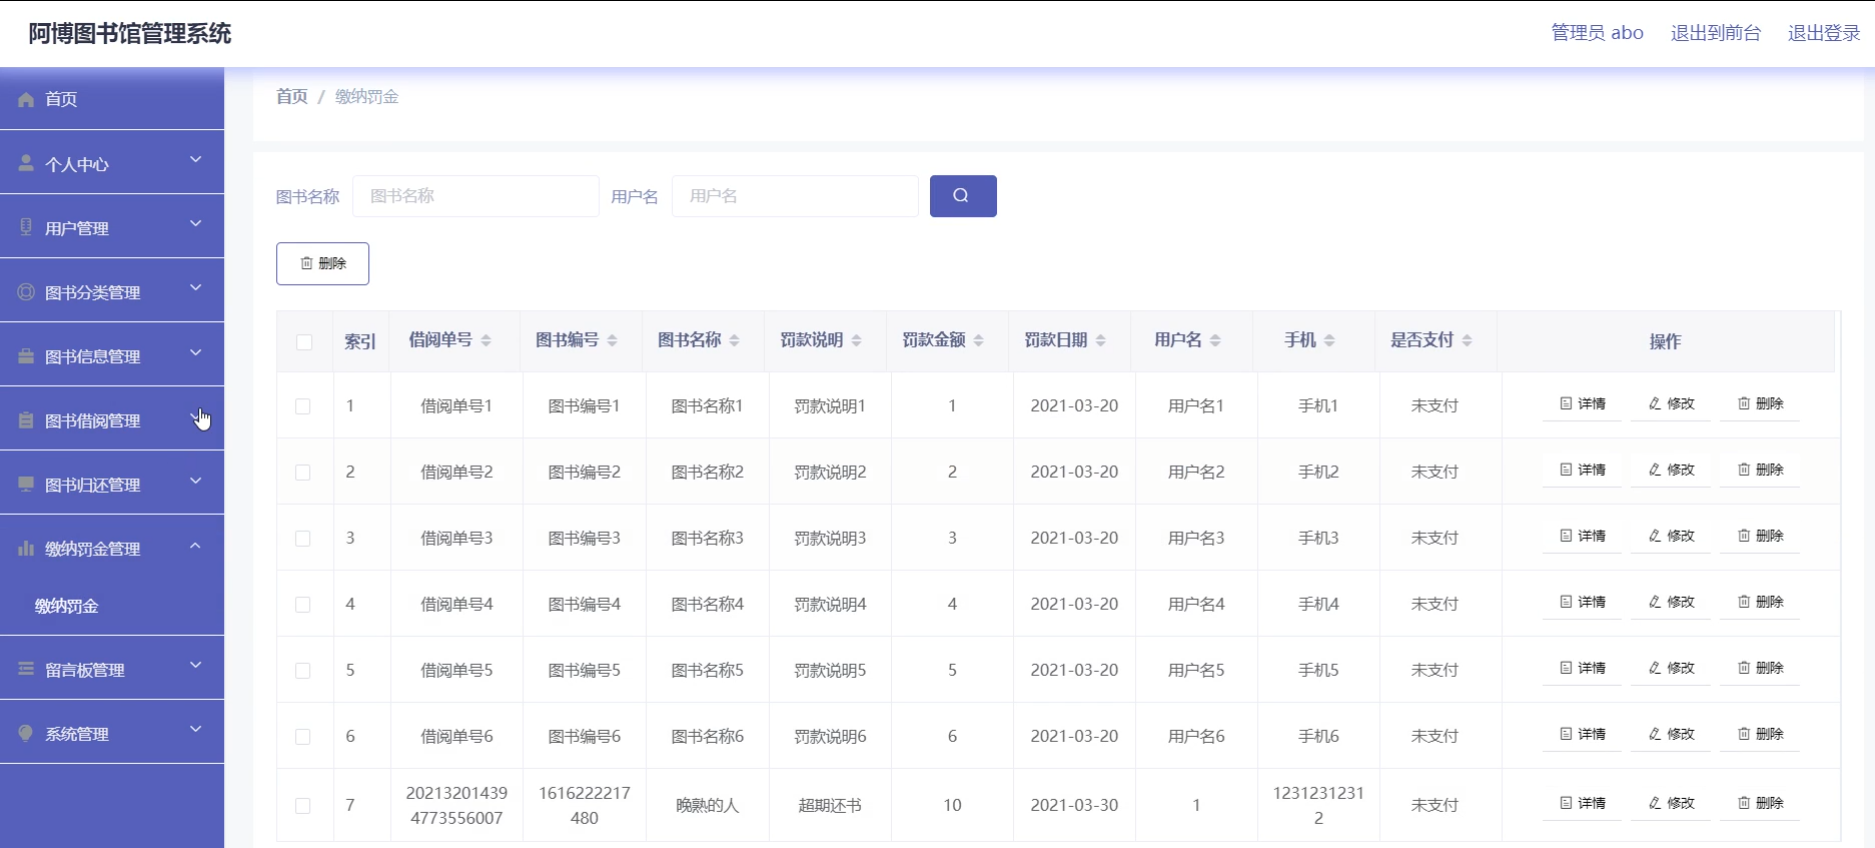 阿博图书馆管理系统
管理员 abo 退出到前台 退出登录
首页
个人中心
用户管理
图书分类管理
图书信息管理
图书借阅管理
图书归还管理
缴纳罚金管理
缴纳罚金
留言板管理
系统管理
首页 / 缴纳罚金
图书名称 图书名称 用户名 用户名
删除
索引 借阅单号 图书编号 图书名称 罚款说明 罚款金额 罚款日期 用户名 手机 是否支付 操作
1 借阅单号1 图书编号1 图书名称1 罚款说明1 1 2021-03-20 用户名1 手机1 未支付 详情 修改 删除
2 借阅单号2 图书编号2 图书名称2 罚款说明2 2 2021-03-20 用户名2 手机2 未支付 详情 修改 删除
3 借阅单号3 图书编号3 图书名称3 罚款说明3 3 2021-03-20 用户名3 手机3 未支付 详情 修改 删除
4 借阅单号4 图书编号4 图书名称4 罚款说明4 4 2021-03-20 用户名4 手机4 未支付 详情 修改 删除
5 借阅单号5 图书编号5 图书名称5 罚款说明5 5 2021-03-20 用户名5 手机5 未支付 详情 修改 删除
6 借阅单号6 图书编号6 图书名称6 罚款说明6 6 2021-03-20 用户名6 手机6 未支付 详情 修改 删除
20213201439 1616222217 1231231231
7 晚熟的人 超期还书 10 2021-03-30 1 未支付 详情 修改 删除
4773556007 480 2